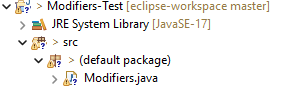 > Modifiers-Test [eclipse-workspace master]
JRE System Library [JavaSE-17]
> src
> (default package)
> Modifiers.java